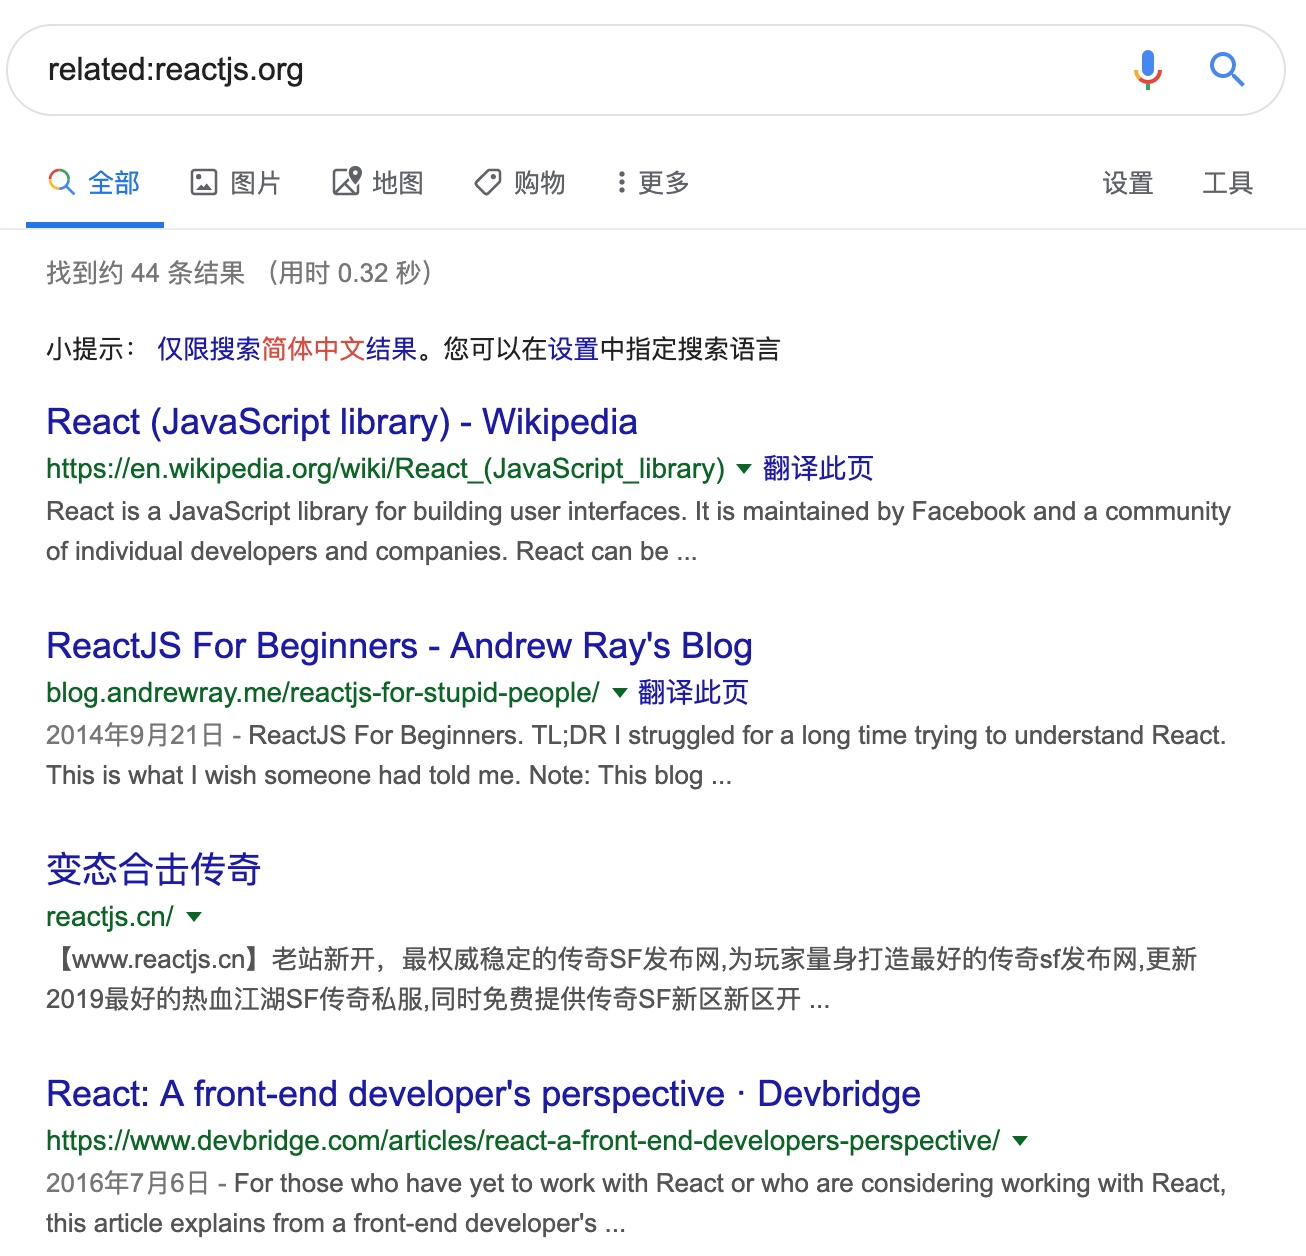 related:reactjs.org
全部 图片 地图 购物 更多 设置 工具
找到约 44 条结果 （用时 0.32 秒）
小提示： 仅限搜索简体中文结果。您可以在设置中指定搜索语言
React (JavaScript library) - Wikipedia
https://en.wikipedia.org/wiki/React_(JavaScript_library) 翻译此页
React is a JavaScript library for building user interfaces. It is maintained by Facebook and a community
of individual developers and companies. React can be ...
ReactJS For Beginners - Andrew Ray's Blog
blog.andrewray.me/reactjs-for-stupid-people/ 翻译此页
2014年9月21日 - ReactJS For Beginners. TL;DR I struggled for a long time trying to understand React.
This is what I wish someone had told me. Note: This blog ...
变态合击传奇
reactjs.cn/
【www.reactjs.cn】老站新开，最权威稳定的传奇SF发布网,为玩家量身打造最好的传奇sf发布网,更新
2019最好的热血江湖SF传奇私服,同时免费提供传奇SF新区新区开 ...
React: A front-end developer's perspective · Devbridge
https://www.devbridge.com/articles/react-a-front-end-developers-perspective/
2016年7月6日 - For those who have yet to work with React or who are considering working with React,
this article explains from a front-end developer's ...